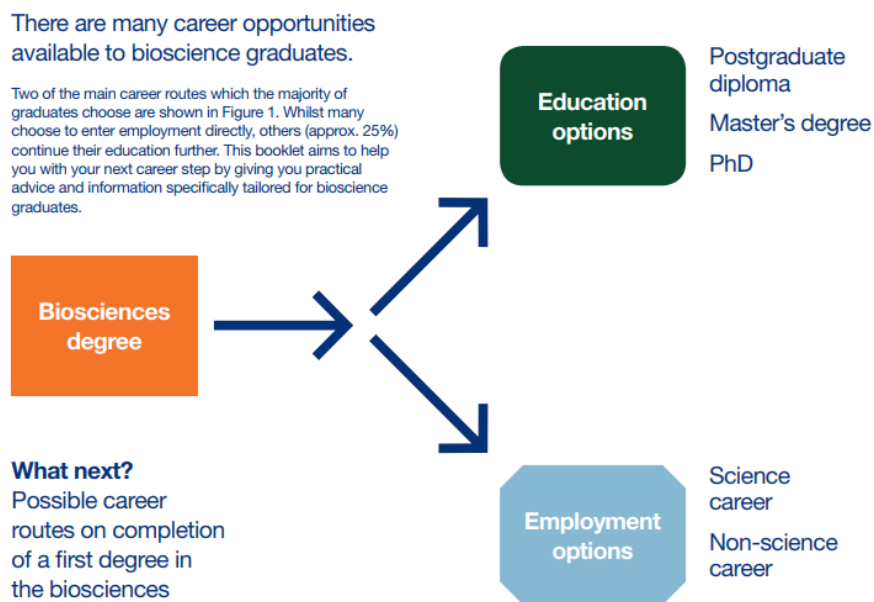 There are many career opportunities
available to bioscience graduates.
Two of the main career routes which the majority of
graduates choose are shown in Figure 1. Whilst many
choose to enter employment directly, others (approx. 25%)
continue their education further. This booklet aims to help
you with your next career step by giving you practical
advice and information specifically tailored for bioscience
graduates.
Biosciences
degree
Education
options
Postgraduate
diploma
Master's degree
PhD
What next?
Possible career
routes on completion
of a first degree in
the biosciences
Employment
options
Science
career
Non-science
career